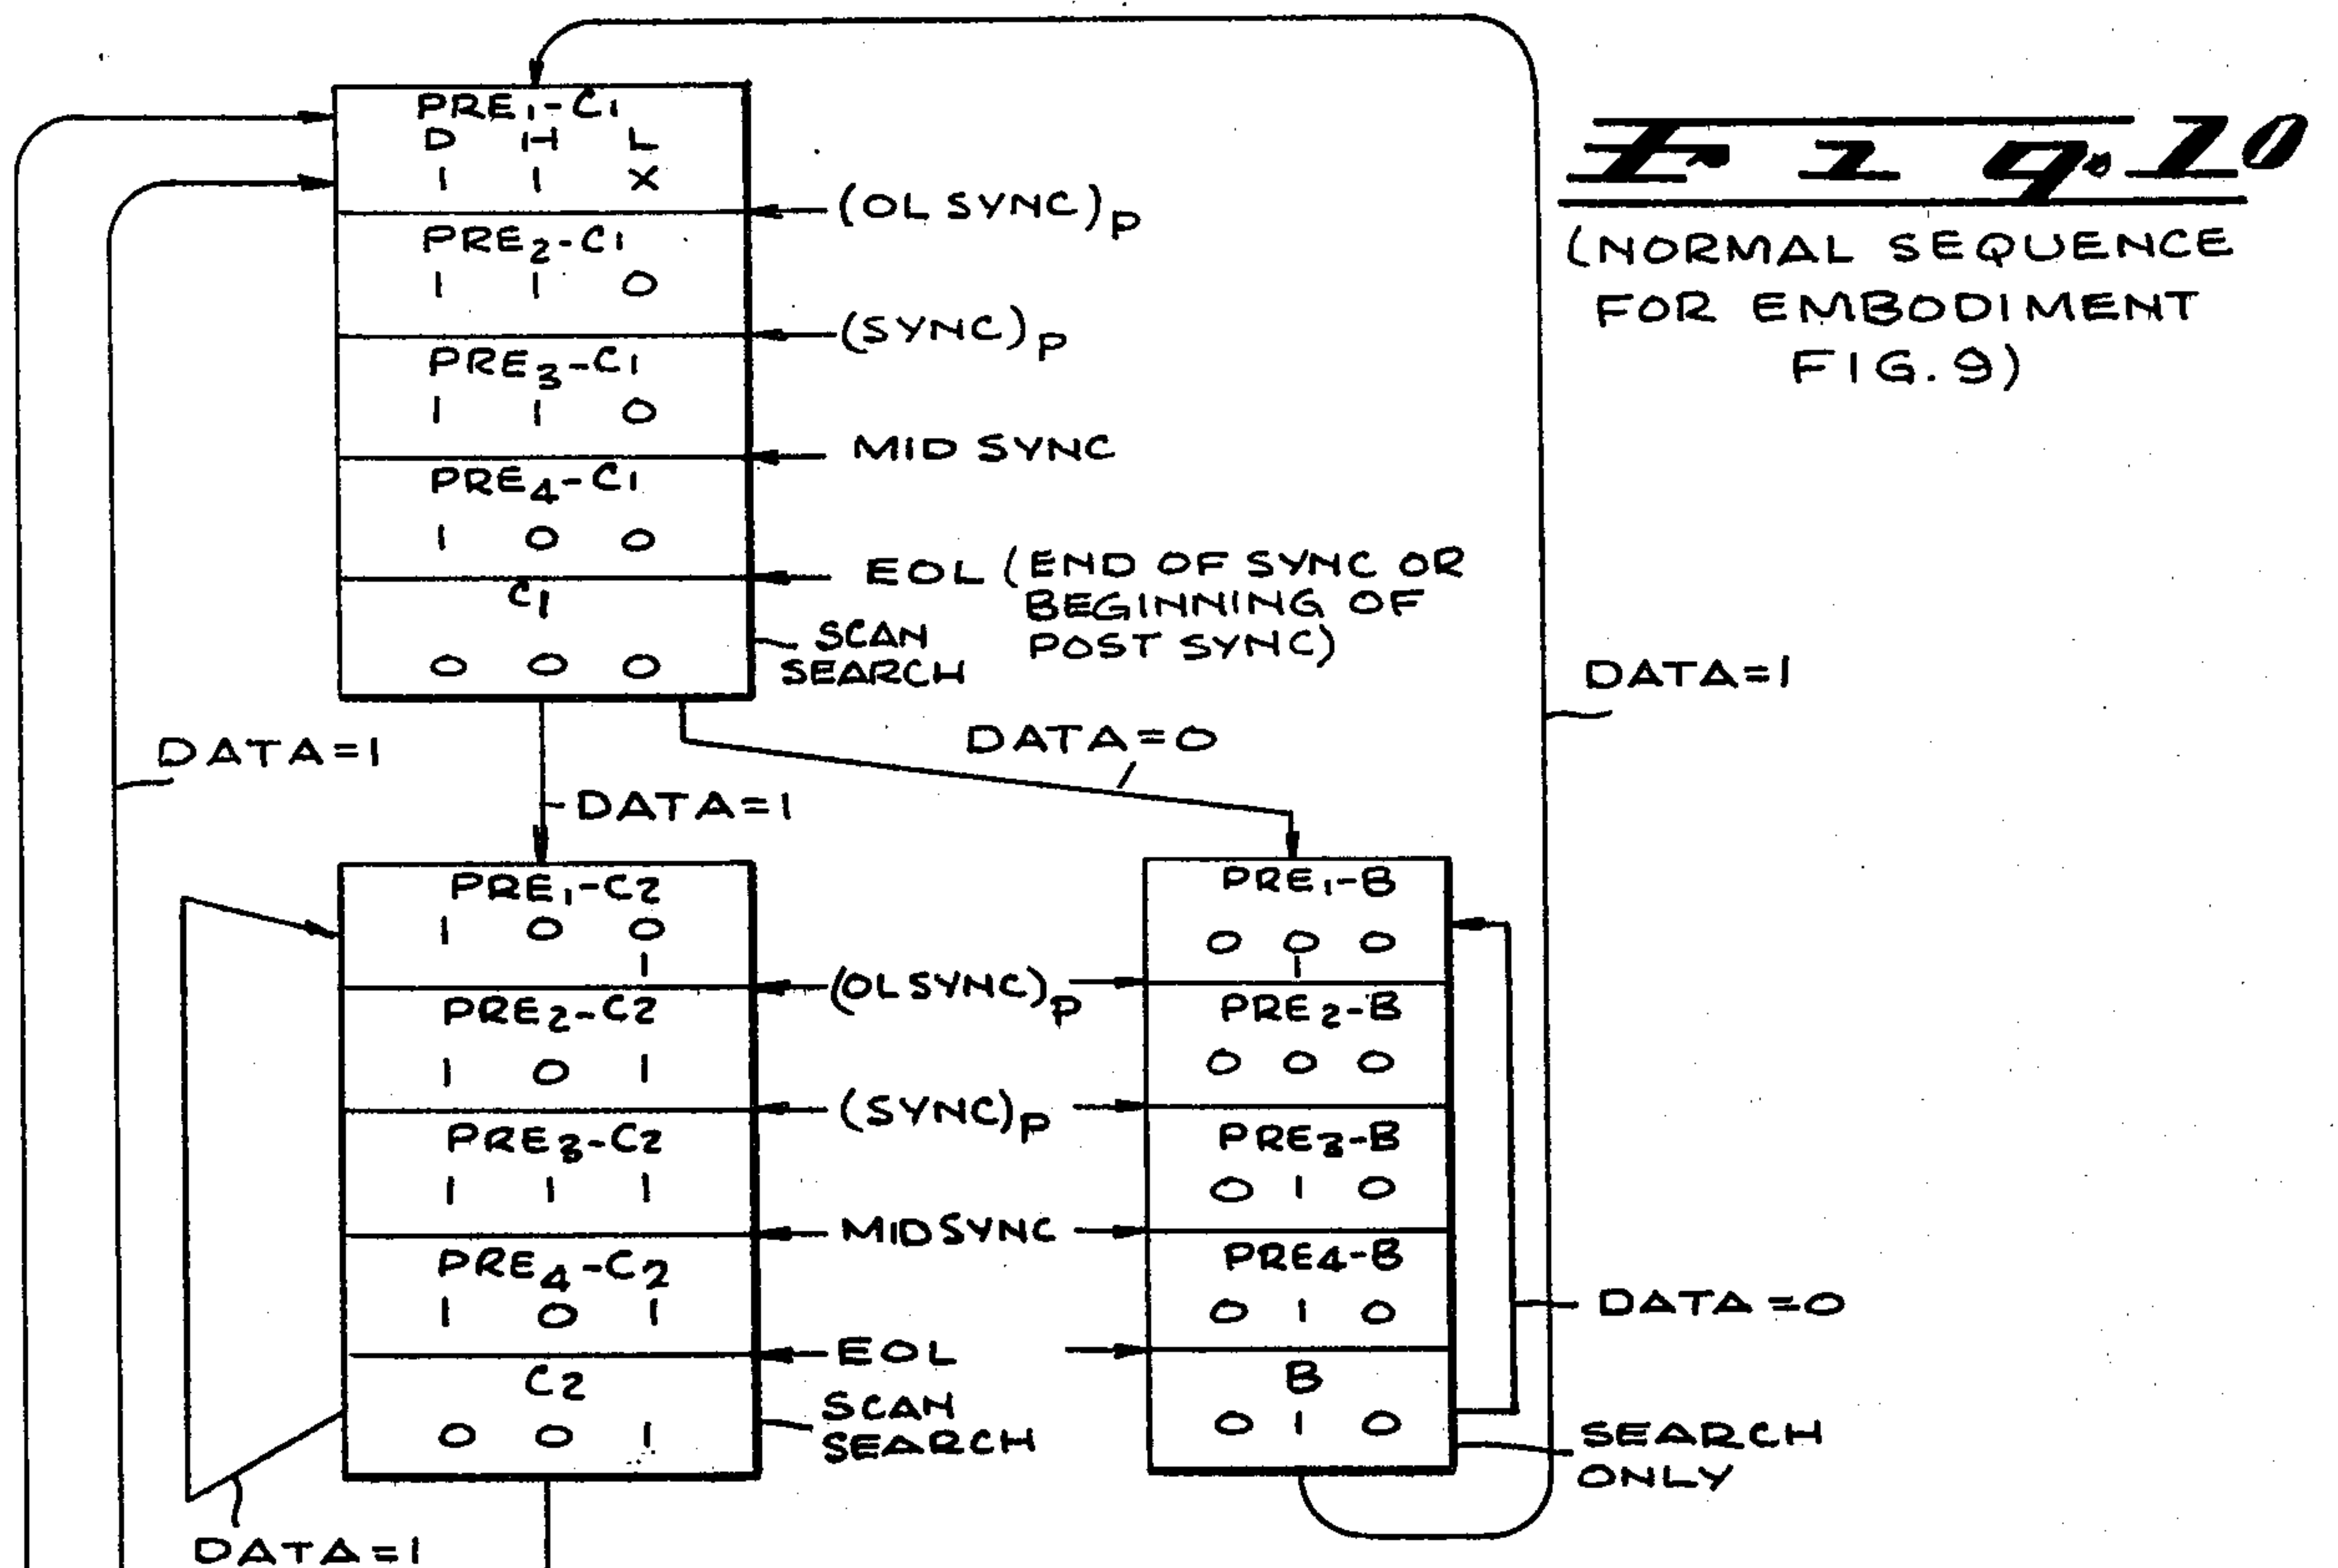 PRE1-C1
D H L
1 1 X
(OL SYNC)P
PRE2-C1
1 1 0
(SYNC)P
PRE3-C1
1 1 0
MID SYNC
PRE4-C1
1 0 0
EOL (END OF SYNC OR
BEGINNING OF
POST SYNC)
C1
0 0 0
SCAN
SEARCH
Fig. 10
(NORMAL SEQUENCE
FOR EMBODIMENT
FIG. 9)
DATA=1
DATA=1
DATA=0
DATA=1
PRE1-C2
1 0 0
1
(OLSYNC)P
PRE2-C2
1 0 1
(SYNC)P
PRE3-C2
1 1 1
MIDSYNC
PRE4-C2
1 0 1
EOL
C2
0 0 1
SCAN
SEARCH
DATA=1
PRE1-B
0 0 0
1
PRE2-B
0 0 0
PRE3-B
0 1 0
PRE4-B
0 1 0
B
0 1 0
DATA=0
SEARCH
ONLY